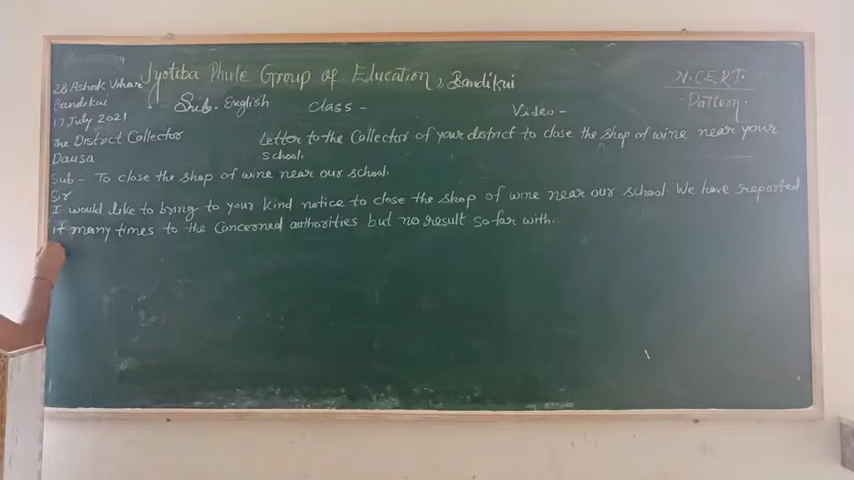 Jyotiba Phule Group of Education, Bandikui
N.CERT.
Pattern
28 Ashok Vihar
Bandikui
Sub. English Class - Video -
17 July 2021
The District Collector
Dausa
Letter to the Collector of your district to close the shop of wine near your
school.
Sub - To close the shop of wine near our school.
Sir
I would like to bring to your kind notice to close the shop of wine near our school. We have reported
it many times to the concerned authorities but no result so far with.